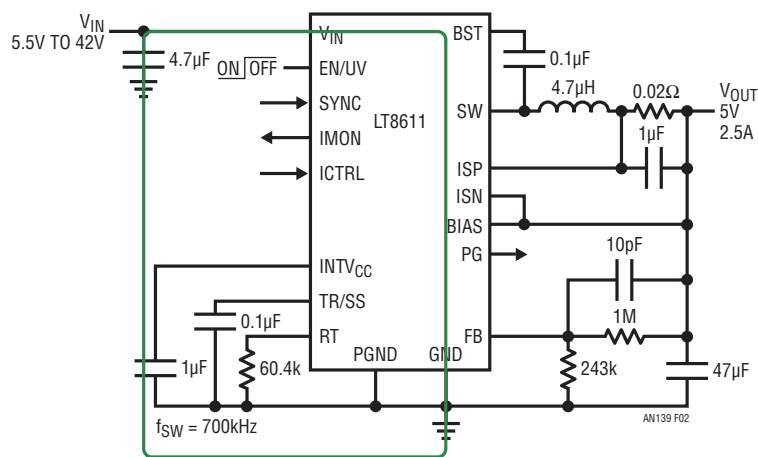 VIN
5.5V TO 42V
4.7µF
ON OFF
VIN
EN/UV
SYNC
IMON
ICTRL
INTVCC
TR/SS
RT
LT8611
PGND
GND
BST
SW
ISP
ISN
BIAS
PG
FB
0.1µF
4.7µH
0.02Ω
1µF
VOUT
5V
2.5A
10pF
1M
243k
47µF
0.1µF
1µF
60.4k
fSW = 700kHz
AN139 F02